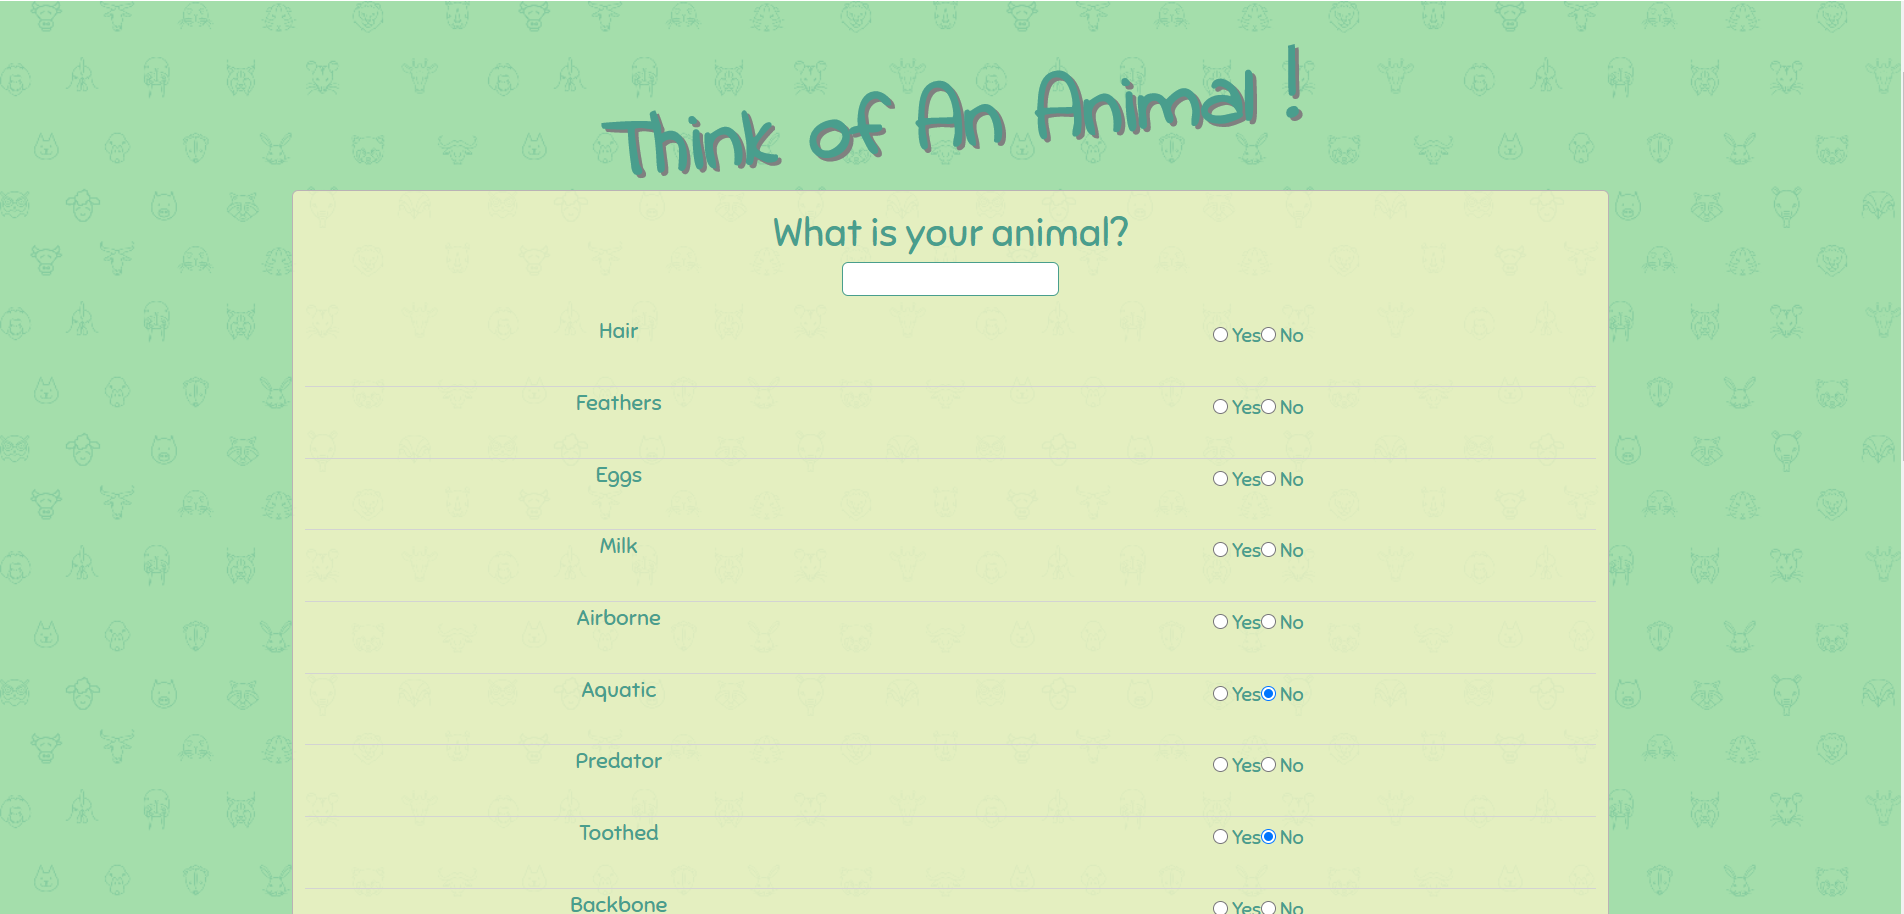 Think of An Animal !
What is your animal?
Hair Yes No
Feathers Yes No
Eggs Yes No
Milk Yes No
Airborne Yes No
Aquatic Yes No
Predator Yes No
Toothed Yes No
Backbone Yes No